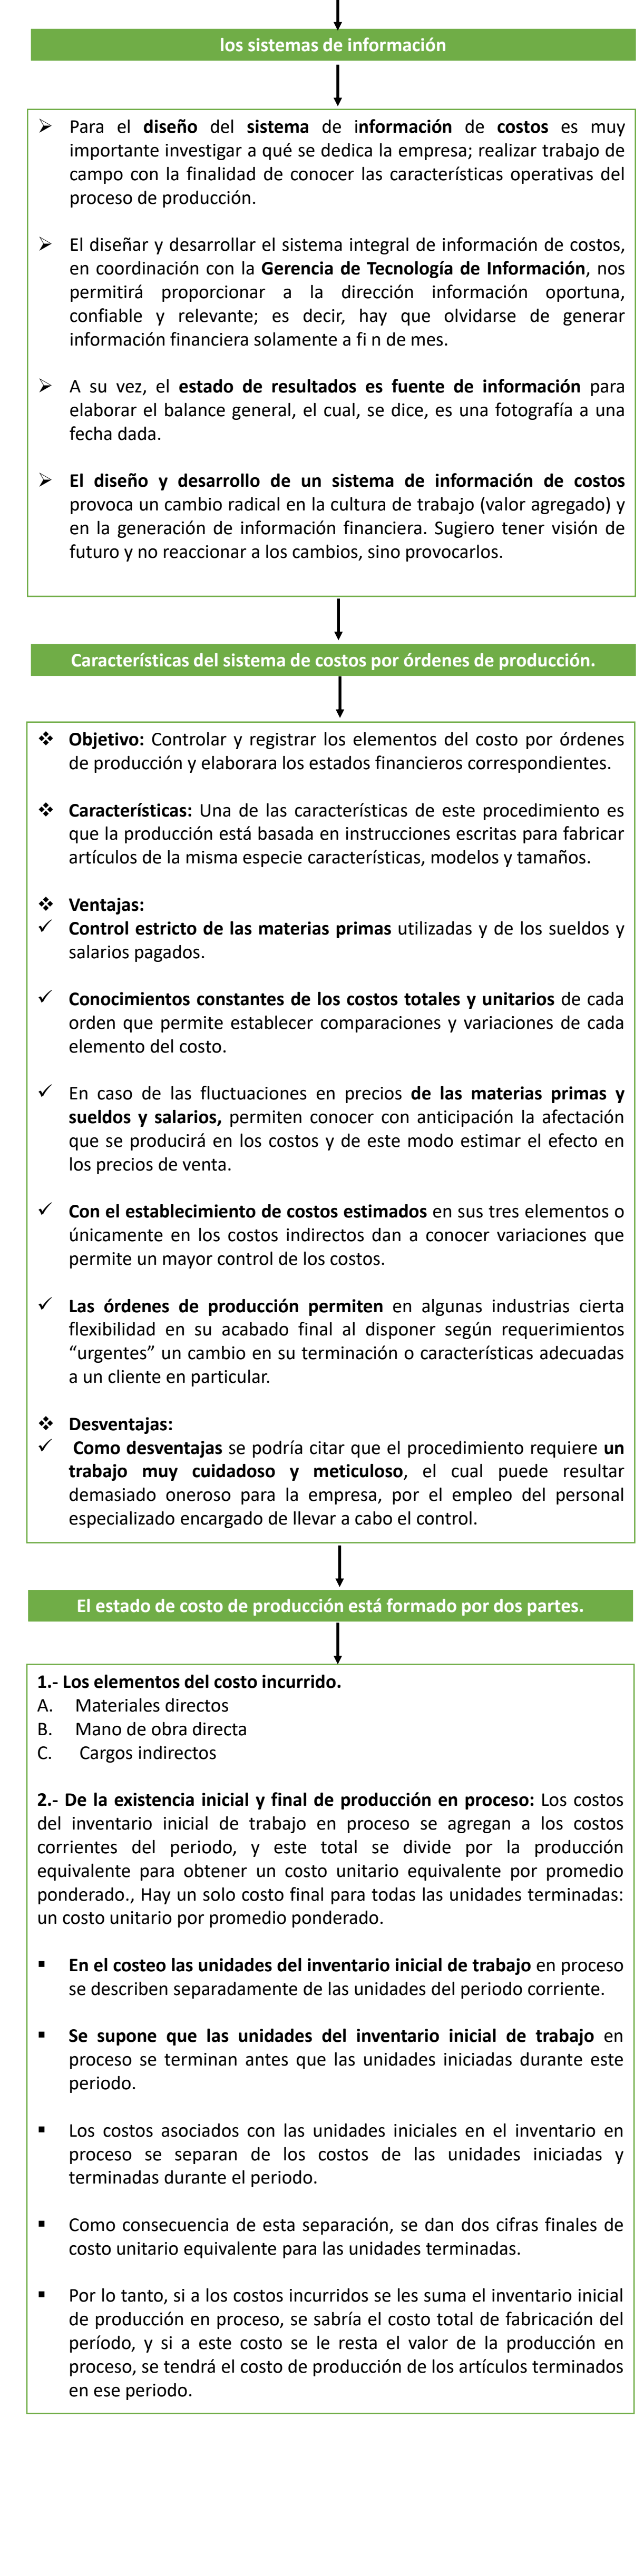 los sistemas de información
➢ Para el diseño del sistema de información de costos es muy
importante investigar a qué se dedica la empresa; realizar trabajo de
campo con la finalidad de conocer las características operativas del
proceso de producción.
➢ El diseñar y desarrollar el sistema integral de información de costos,
en coordinación con la Gerencia de Tecnología de Información, nos
permitirá proporcionar a la dirección información oportuna,
confiable y relevante; es decir, hay que olvidarse de generar
información financiera solamente a fi n de mes.
➢ A su vez, el estado de resultados es fuente de información para
elaborar el balance general, el cual, se dice, es una fotografía a una
fecha dada.
➢ El diseño y desarrollo de un sistema de información de costos
provoca un cambio radical en la cultura de trabajo (valor agregado) y
en la generación de información financiera. Sugiero tener visión de
futuro y no reaccionar a los cambios, sino provocarlos.
Características del sistema de costos por órdenes de producción.
❖ Objetivo: Controlar y registrar los elementos del costo por órdenes
de producción y elaborara los estados financieros correspondientes.
❖ Características: Una de las características de este procedimiento es
que la producción está basada en instrucciones escritas para fabricar
artículos de la misma especie características, modelos y tamaños.
❖ Ventajas:
✓ Control estricto de las materias primas utilizadas y de los sueldos y
salarios pagados.
✓ Conocimientos constantes de los costos totales y unitarios de cada
orden que permite establecer comparaciones y variaciones de cada
elemento del costo.
✓ En caso de las fluctuaciones en precios de las materias primas y
sueldos y salarios, permiten conocer con anticipación la afectación
que se producirá en los costos y de este modo estimar el efecto en
los precios de venta.
✓ Con el establecimiento de costos estimados en sus tres elementos o
únicamente en los costos indirectos dan a conocer variaciones que
permite un mayor control de los costos.
✓ Las órdenes de producción permiten en algunas industrias cierta
flexibilidad en su acabado final al disponer según requerimientos
“urgentes” un cambio en su terminación o características adecuadas
a un cliente en particular.
❖ Desventajas:
✓ Como desventajas se podría citar que el procedimiento requiere un
trabajo muy cuidadoso y meticuloso, el cual puede resultar
demasiado oneroso para la empresa, por el empleo del personal
especializado encargado de llevar a cabo el control.
El estado de costo de producción está formado por dos partes.
1.- Los elementos del costo incurrido.
A. Materiales directos
B. Mano de obra directa
C. Cargos indirectos
2.- De la existencia inicial y final de producción en proceso: Los costos
del inventario inicial de trabajo en proceso se agregan a los costos
corrientes del periodo, y este total se divide por la producción
equivalente para obtener un costo unitario equivalente por promedio
ponderado., Hay un solo costo final para todas las unidades terminadas:
un costo unitario por promedio ponderado.
▪ En el costeo las unidades del inventario inicial de trabajo en proceso
se describen separadamente de las unidades del periodo corriente.
▪ Se supone que las unidades del inventario inicial de trabajo en
proceso se terminan antes que las unidades iniciadas durante este
periodo.
▪ Los costos asociados con las unidades iniciales en el inventario en
proceso se separan de los costos de las unidades iniciadas y
terminadas durante el periodo.
▪ Como consecuencia de esta separación, se dan dos cifras finales de
costo unitario equivalente para las unidades terminadas.
▪ Por lo tanto, si a los costos incurridos se les suma el inventario inicial
de producción en proceso, se sabría el costo total de fabricación del
período, y si a este costo se le resta el valor de la producción en
proceso, se tendrá el costo de producción de los artículos terminados
en ese periodo.